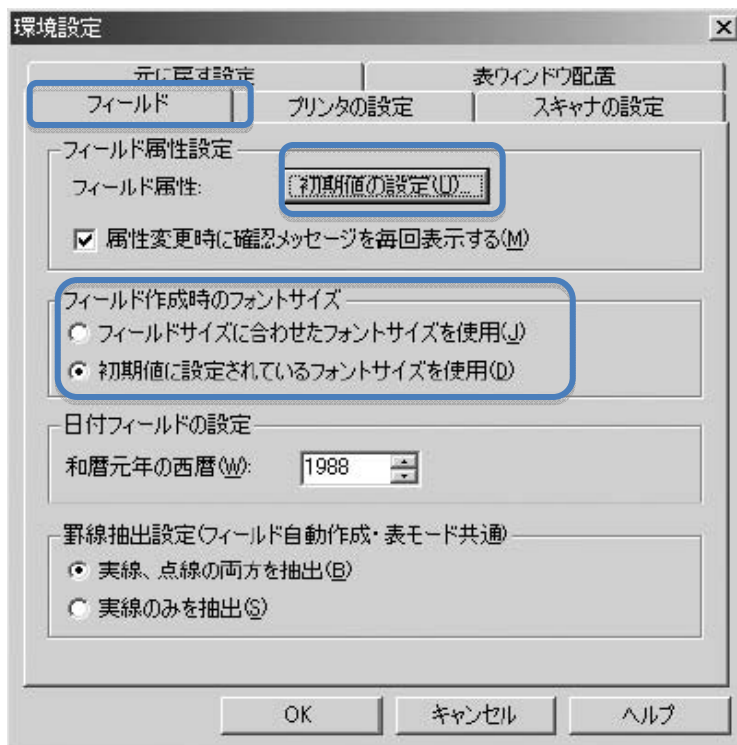 環境設定
元に戻す設定
表ウィンドウ配置
フィールド
プリンタの設定
スキャナの設定
フィールド属性設定
フィールド属性:
初期値の設定(U)...
属性変更時に確認メッセージを毎回表示する(M)
フィールド作成時のフォントサイズ
フィールドサイズに合わせたフォントサイズを使用(J)
初期値に設定されているフォントサイズを使用(D)
日付フィールドの設定
和暦元年の西暦(W):
1988
罫線抽出設定(フィールド自動作成・表モード共通)
実線、点線の両方を抽出(B)
実線のみを抽出(S)
OK
キャンセル
ヘルプ